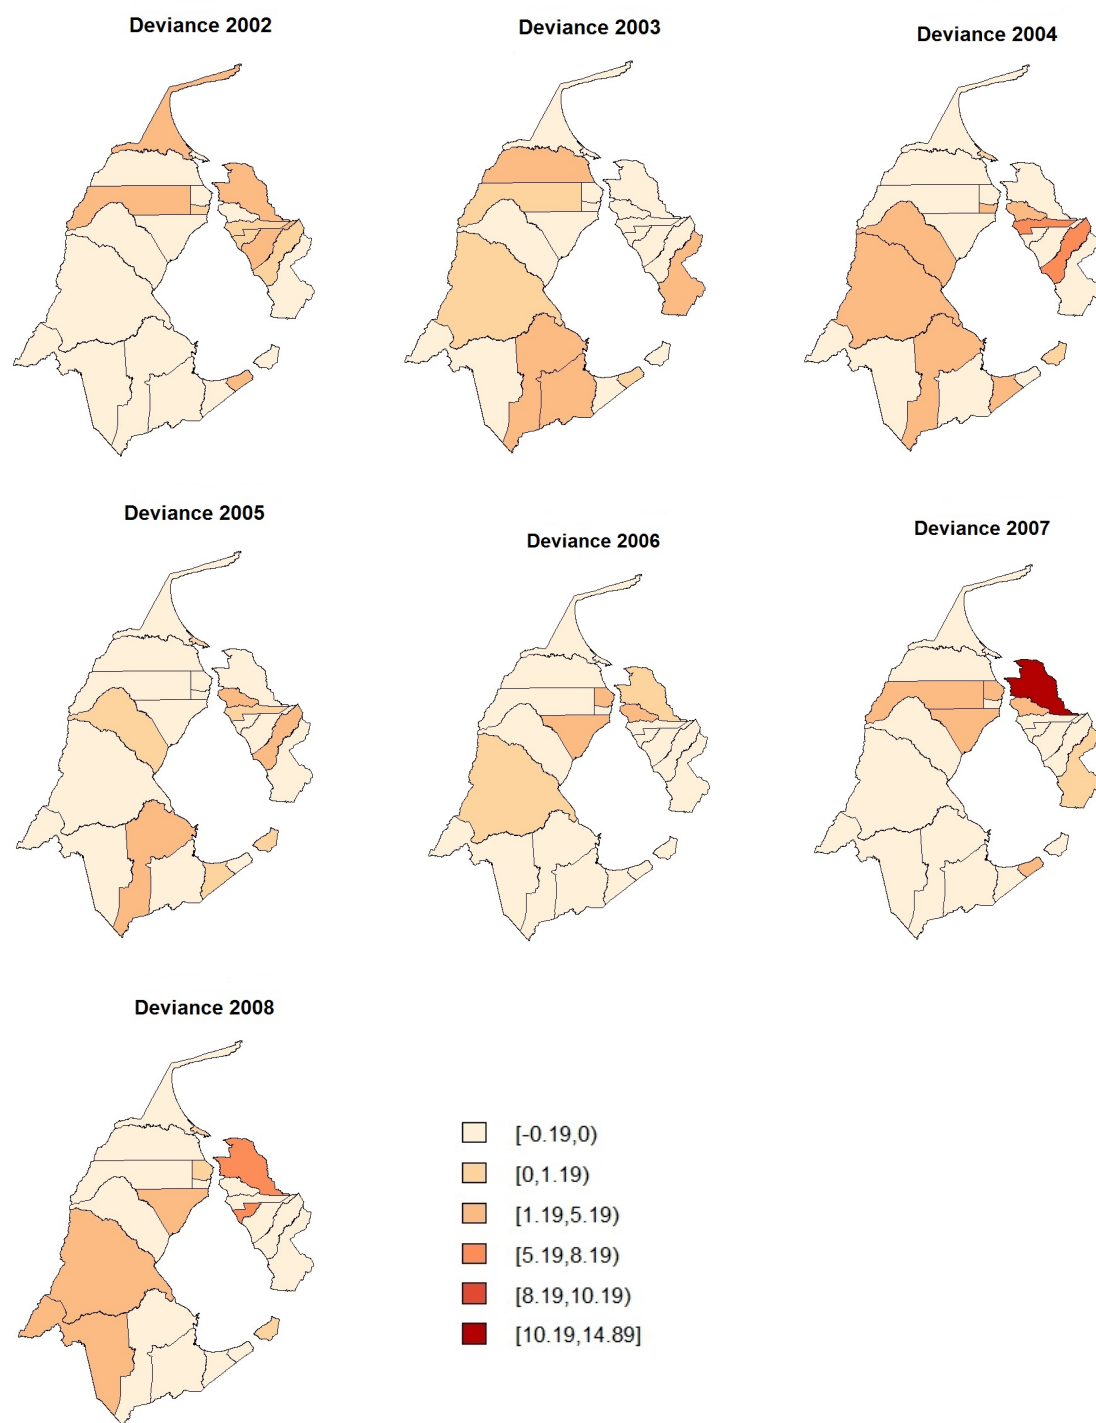 Deviance 2002
Deviance 2003
Deviance 2004
Deviance 2005
Deviance 2006
Deviance 2007
Deviance 2008
[-0.19,0)
[0,1.19)
[1.19,5.19)
[5.19,8.19)
[8.19,10.19)
[10.19,14.89]